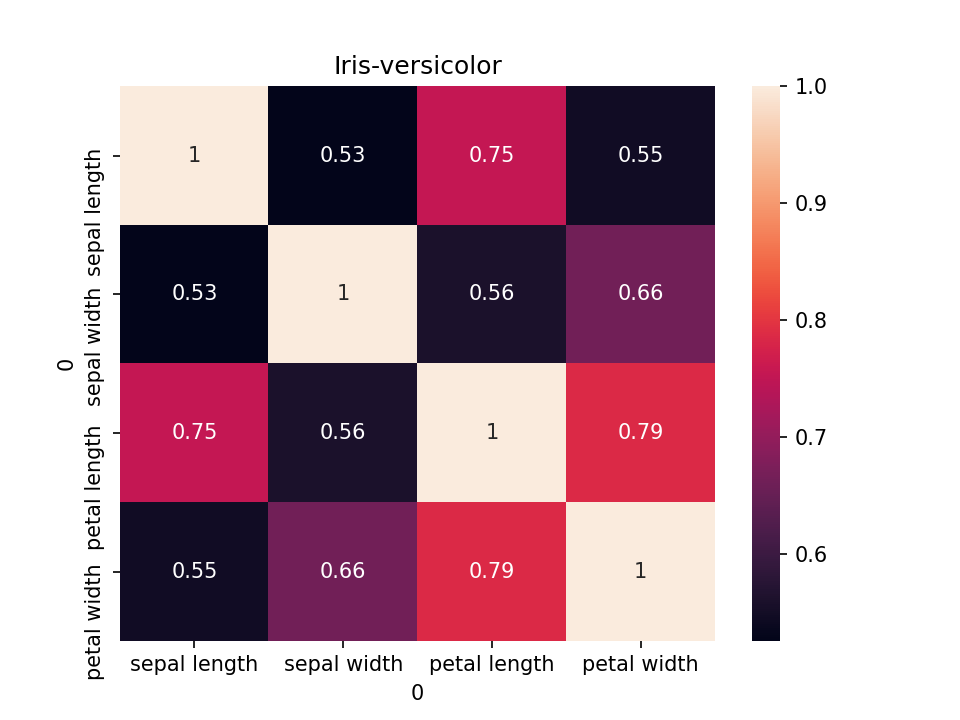 Iris-versicolor
sepal length
1 0.53 0.75 0.55
sepal width
0.53 1 0.56 0.66
petal length
0.75 0.56 1 0.79
petal width
0.55 0.66 0.79 1
0
sepal length sepal width petal length petal width
0
1.0
0.9
0.8
0.7
0.6